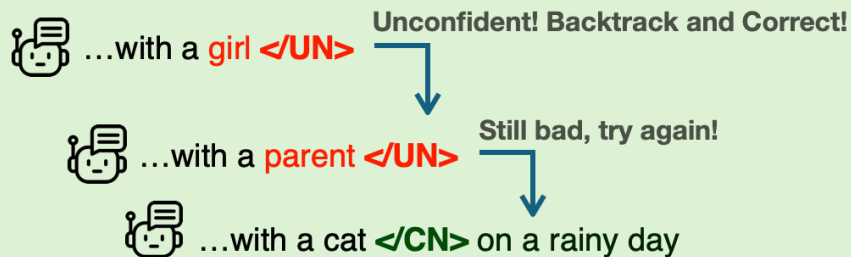 Unconfident! Backtrack and Correct!
...with a girl </UN>
Still bad, try again!
...with a parent </UN>
...with a cat </CN> on a rainy day